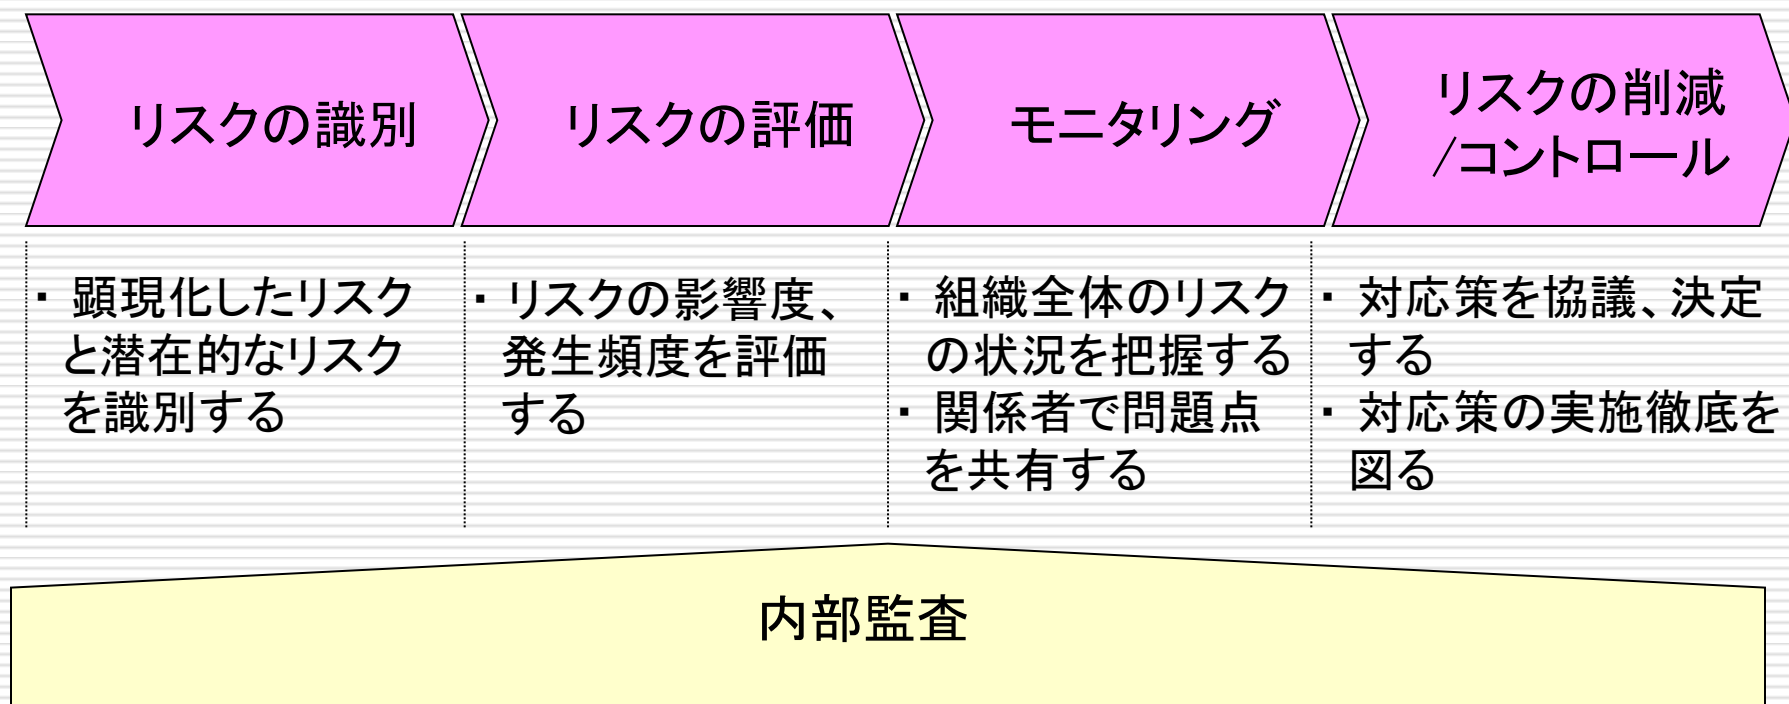 リスクの識別
リスクの評価
モニタリング
リスクの削減
/コントロール
・ 顕現化したリスク
と潜在的なリスク
を識別する
・ リスクの影響度、
発生頻度を評価
する
・ 組織全体のリスク
の状況を把握する
・ 関係者で問題点
を共有する
・ 対応策を協議、決定
する
・ 対応策の実施徹底を
図る
内部監査